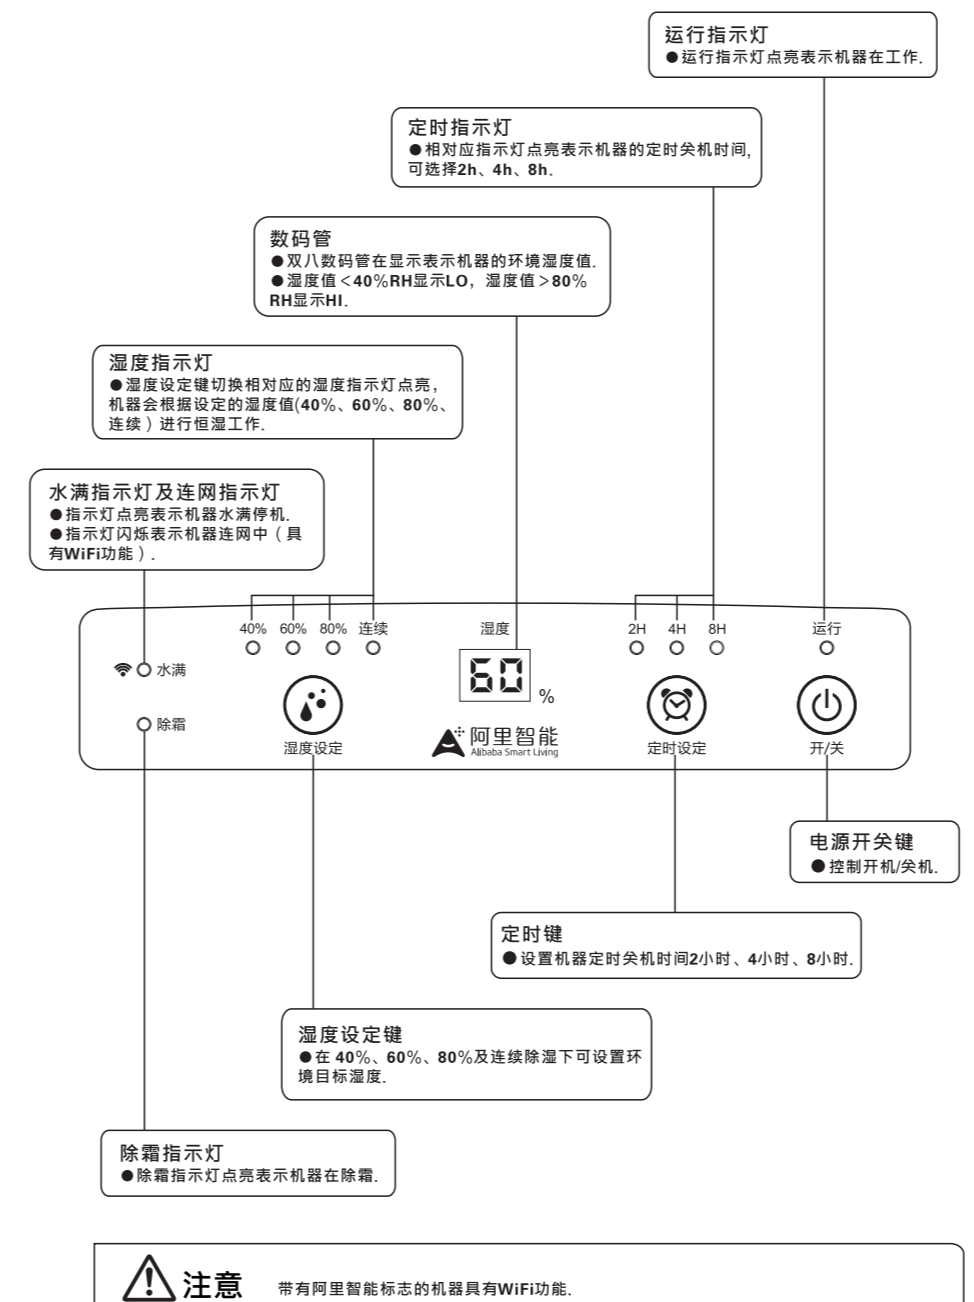 运行指示灯
●运行指示灯点亮表示机器在工作.
定时指示灯
●相对应指示灯点亮表示机器的定时关机时间,
可选择2h、4h、8h.
数码管
●双八数码管在显示表示机器的环境湿度值.
●湿度值＜40%RH显示LO，湿度值＞80%
RH显示HI.
湿度指示灯
●湿度设定键切换相对应的湿度指示灯点亮，
机器会根据设定的湿度值(40%、60%、80%、
连续）进行恒湿工作.
水满指示灯及连网指示灯
●指示灯点亮表示机器水满停机.
●指示灯闪烁表示机器连网中（具
有WiFi功能）.
40% 60% 80% 连续 湿度 2H 4H 8H 运行
水满
60 %
除霜
阿里智能
Alibaba Smart Living
湿度设定 定时设定 开/关
电源开关键
●控制开机/关机.
定时键
●设置机器定时关机时间2小时、4小时、8小时.
湿度设定键
●在 40%、60%、80%及连续除湿下可设置环
境目标湿度.
除霜指示灯
●除霜指示灯点亮表示机器在除霜.
注意 带有阿里智能标志的机器具有WiFi功能.